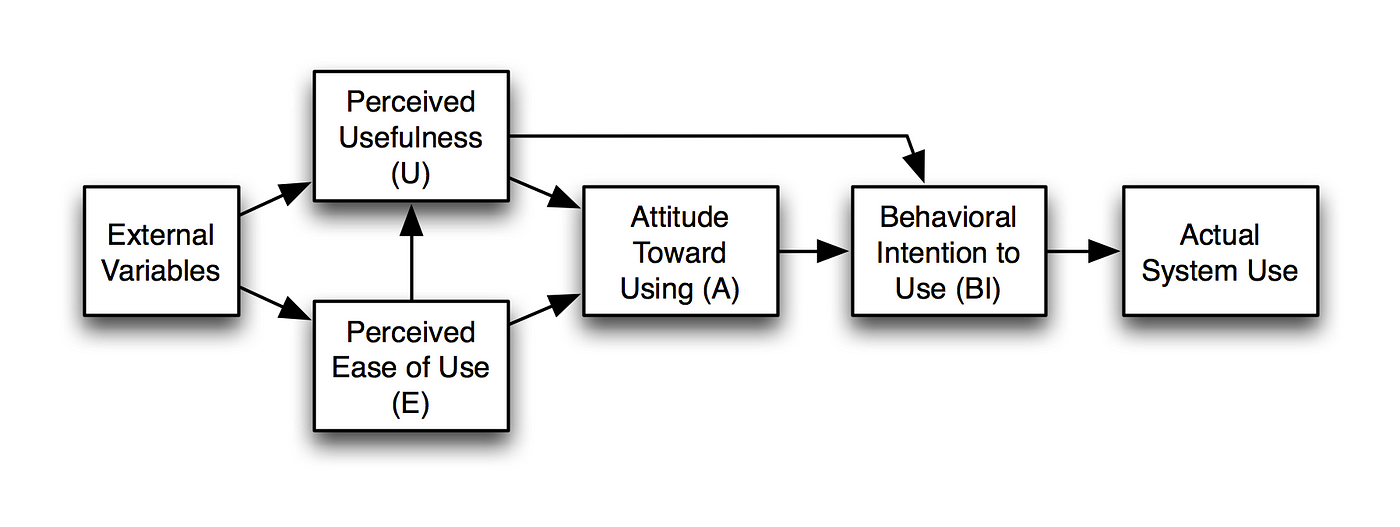 External
Variables
Perceived
Usefulness
(U)
Perceived
Ease of Use
(E)
Attitude
Toward
Using (A)
Behavioral
Intention to
Use (BI)
Actual
System Use